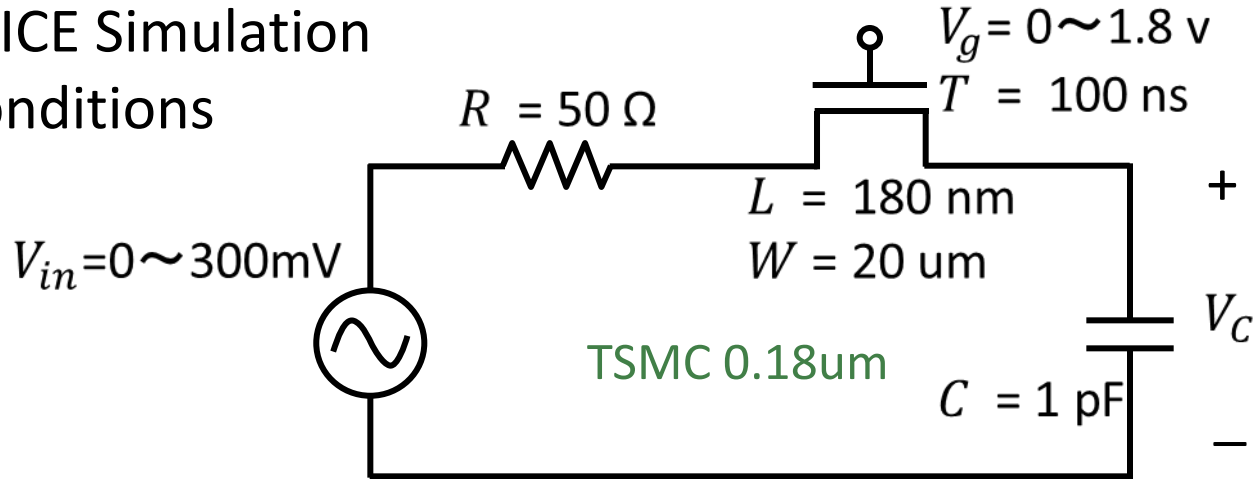 ICE Simulation
onditions
R = 50 Ω
V_g = 0～1.8 v
T = 100 ns
L = 180 nm
W = 20 um
V_in=0～300mV
TSMC 0.18um
C = 1 pF
+
V_C
−